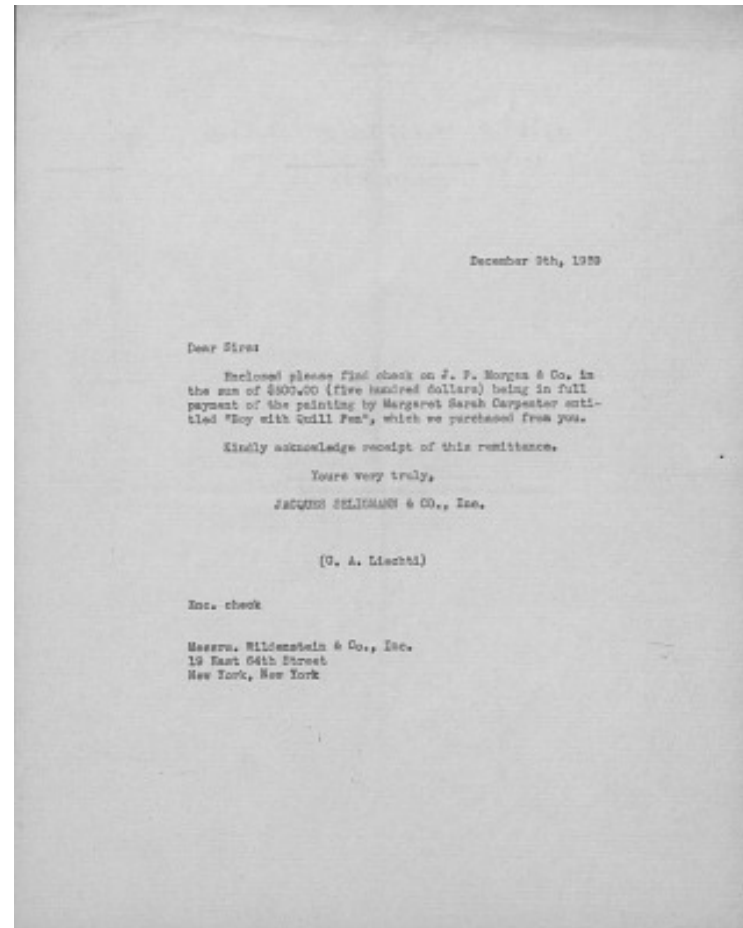 December 9th, 1939
Dear Sirs:
Enclosed please find check on J. P. Morgan & Co. in
the sum of $500.00 (five hundred dollars) being in full
payment of the painting by Margaret Sarah Carpenter enti-
tled "Boy with Quill Pen", which we purchased from you.
Kindly acknowledge receipt of this remittance.
Yours very truly,
JACQUES SELIGMANN & CO., Inc.
(G. A. Liechti)
Enc. check
Messrs. Wildenstein & Co., Inc.
19 East 64th Street
New York, New York